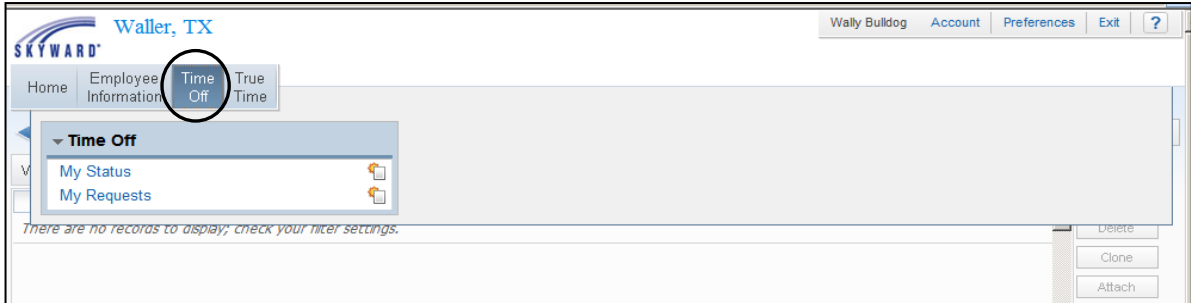 Waller, TX
Wally Bulldog Account Preferences Exit ?
SKYWARD
Home Employee Information Time Off True Time
Time Off
V
My Status
My Requests
There are no records to display; check your filter settings.
Delete
Clone
Attach